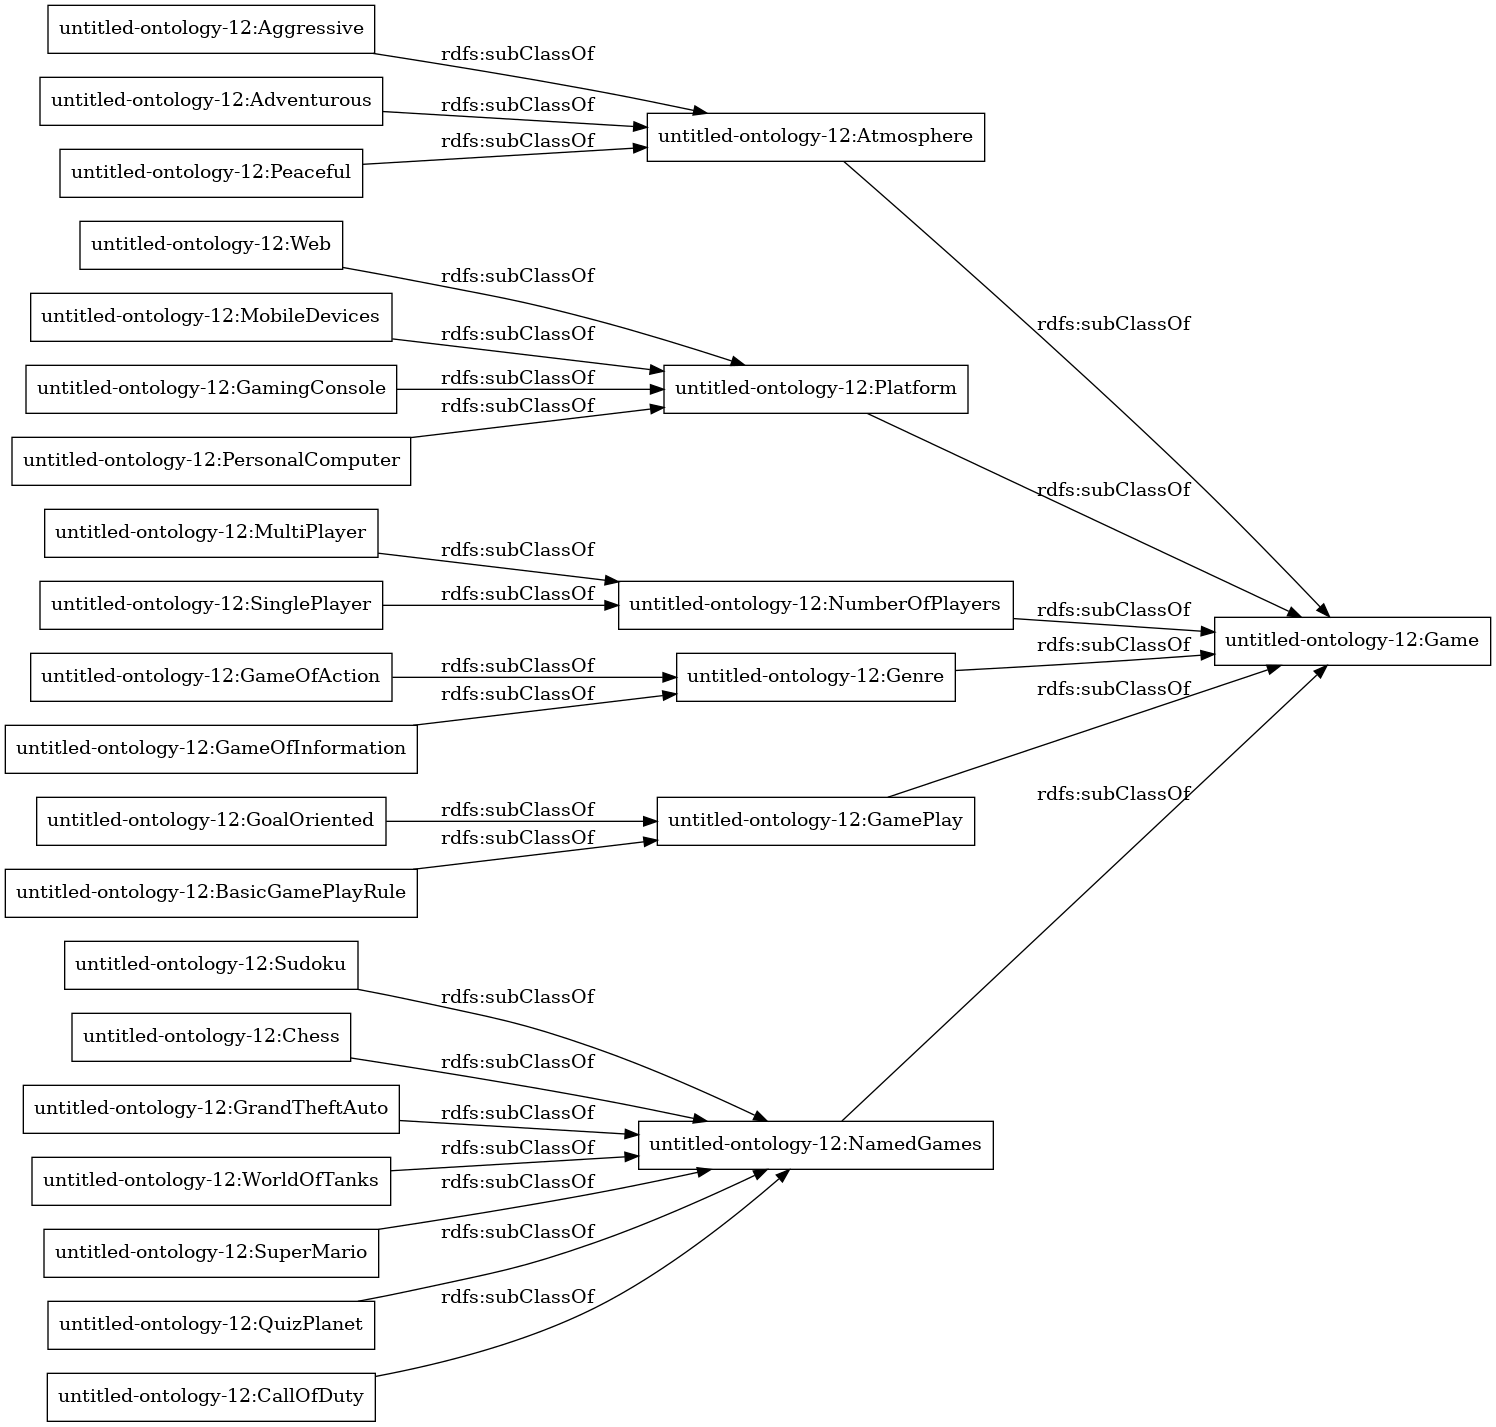 untitled-ontology-12:Aggressive
rdfs:subClassOf
untitled-ontology-12:Adventurous
rdfs:subClassOf
untitled-ontology-12:Atmosphere
rdfs:subClassOf
untitled-ontology-12:Peaceful
untitled-ontology-12:Web
rdfs:subClassOf
untitled-ontology-12:MobileDevices
rdfs:subClassOf
rdfs:subClassOf
untitled-ontology-12:GamingConsole
rdfs:subClassOf
untitled-ontology-12:Platform
rdfs:subClassOf
untitled-ontology-12:PersonalComputer
rdfs:subClassOf
untitled-ontology-12:MultiPlayer
rdfs:subClassOf
untitled-ontology-12:SinglePlayer
rdfs:subClassOf
untitled-ontology-12:NumberOfPlayers
rdfs:subClassOf
untitled-ontology-12:Game
rdfs:subClassOf
untitled-ontology-12:GameOfAction
rdfs:subClassOf
untitled-ontology-12:Genre
rdfs:subClassOf
rdfs:subClassOf
untitled-ontology-12:GameOfInformation
rdfs:subClassOf
untitled-ontology-12:GoalOriented
rdfs:subClassOf
untitled-ontology-12:GamePlay
rdfs:subClassOf
untitled-ontology-12:BasicGamePlayRule
untitled-ontology-12:Sudoku
rdfs:subClassOf
untitled-ontology-12:Chess
rdfs:subClassOf
untitled-ontology-12:GrandTheftAuto
rdfs:subClassOf
untitled-ontology-12:NamedGames
rdfs:subClassOf
untitled-ontology-12:WorldOfTanks
rdfs:subClassOf
untitled-ontology-12:SuperMario
rdfs:subClassOf
untitled-ontology-12:QuizPlanet
rdfs:subClassOf
untitled-ontology-12:CallOfDuty